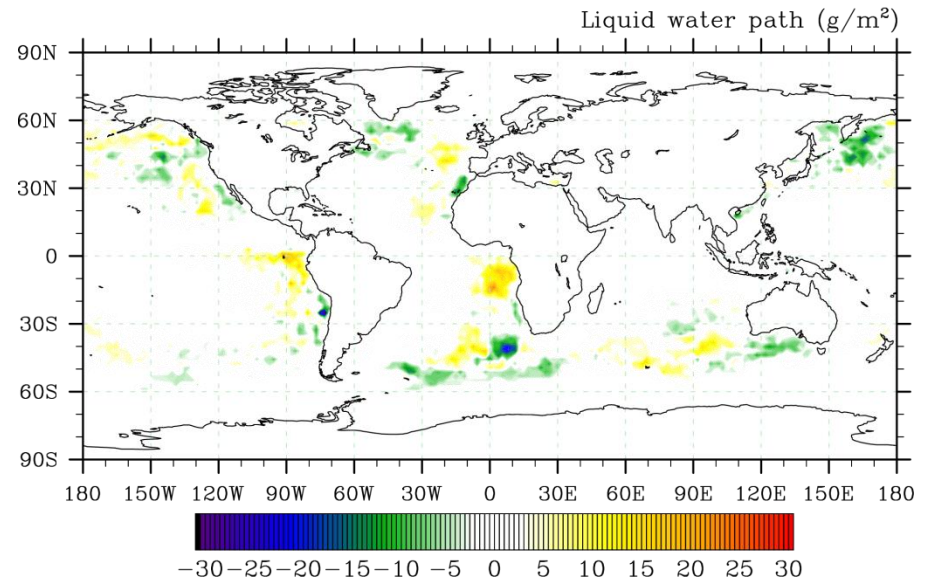 Liquid water path (g/m²)
90N
60N
30N
0
30S
60S
90S
180 150W 120W 90W 60W 30W 0 30E 60E 90E 120E 150E 180
−30 −25 −20 −15 −10 −5 0 5 10 15 20 25 30